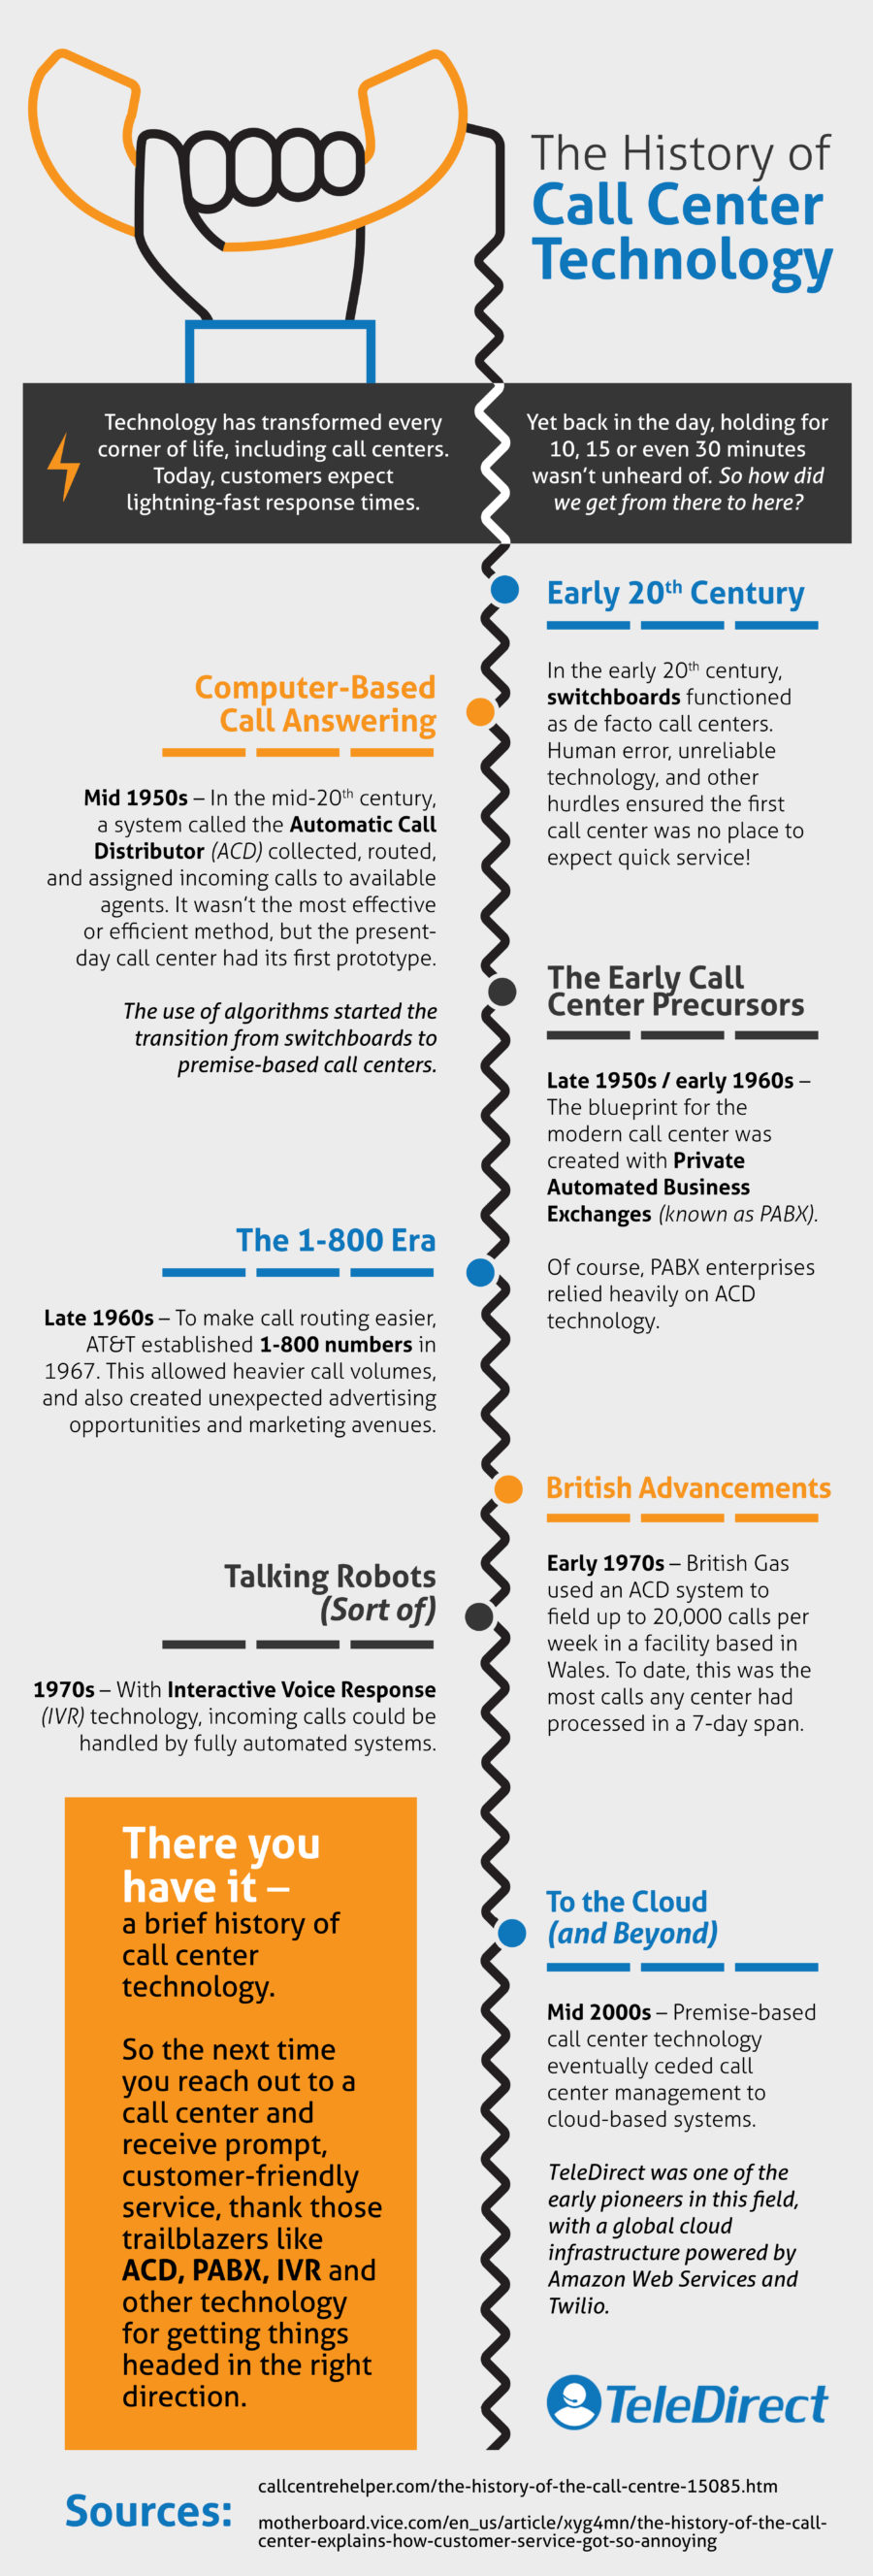 The History of
Call Center
Technology
Technology has transformed every
corner of life, including call centers.
Today, customers expect
lightning-fast response times.
Yet back in the day, holding for
10, 15 or even 30 minutes
wasn't unheard of. So how did
we get from there to here?
Early 20th Century
In the early 20th century,
switchboards functioned
as de facto call centers.
Human error, unreliable
technology, and other
hurdles ensured the first
call center was no place to
expect quick service!
Computer-Based
Call Answering
Mid 1950s – In the mid-20th century,
a system called the Automatic Call
Distributor (ACD) collected, routed,
and assigned incoming calls to available
agents. It wasn't the most effective
or efficient method, but the present-
day call center had its first prototype.
The use of algorithms started the
transition from switchboards to
premise-based call centers.
The Early Call
Center Precursors
Late 1950s / early 1960s –
The blueprint for the
modern call center was
created with Private
Automated Business
Exchanges (known as PABX).
Of course, PABX enterprises
relied heavily on ACD
technology.
The 1-800 Era
Late 1960s – To make call routing easier,
AT&T established 1-800 numbers in
1967. This allowed heavier call volumes,
and also created unexpected advertising
opportunities and marketing avenues.
British Advancements
Early 1970s – British Gas
used an ACD system to
field up to 20,000 calls per
week in a facility based in
Wales. To date, this was the
most calls any center had
processed in a 7-day span.
Talking Robots
(Sort of)
1970s – With Interactive Voice Response
(IVR) technology, incoming calls could be
handled by fully automated systems.
To the Cloud
(and Beyond)
Mid 2000s – Premise-based
call center technology
eventually ceded call
center management to
cloud-based systems.
TeleDirect was one of the
early pioneers in this field,
with a global cloud
infrastructure powered by
Amazon Web Services and
Twilio.
TeleDirect
There you
have it –
a brief history of
call center
technology.
So the next time
you reach out to a
call center and
receive prompt,
customer-friendly
service, thank those
trailblazers like
ACD, PABX, IVR and
other technology
for getting things
headed in the right
direction.
Sources:
callcentrehelper.com/the-history-of-the-call-centre-15085.htm
motherboard.vice.com/en_us/article/xyg4mn/the-history-of-the-call-
center-explains-how-customer-service-got-so-annoying